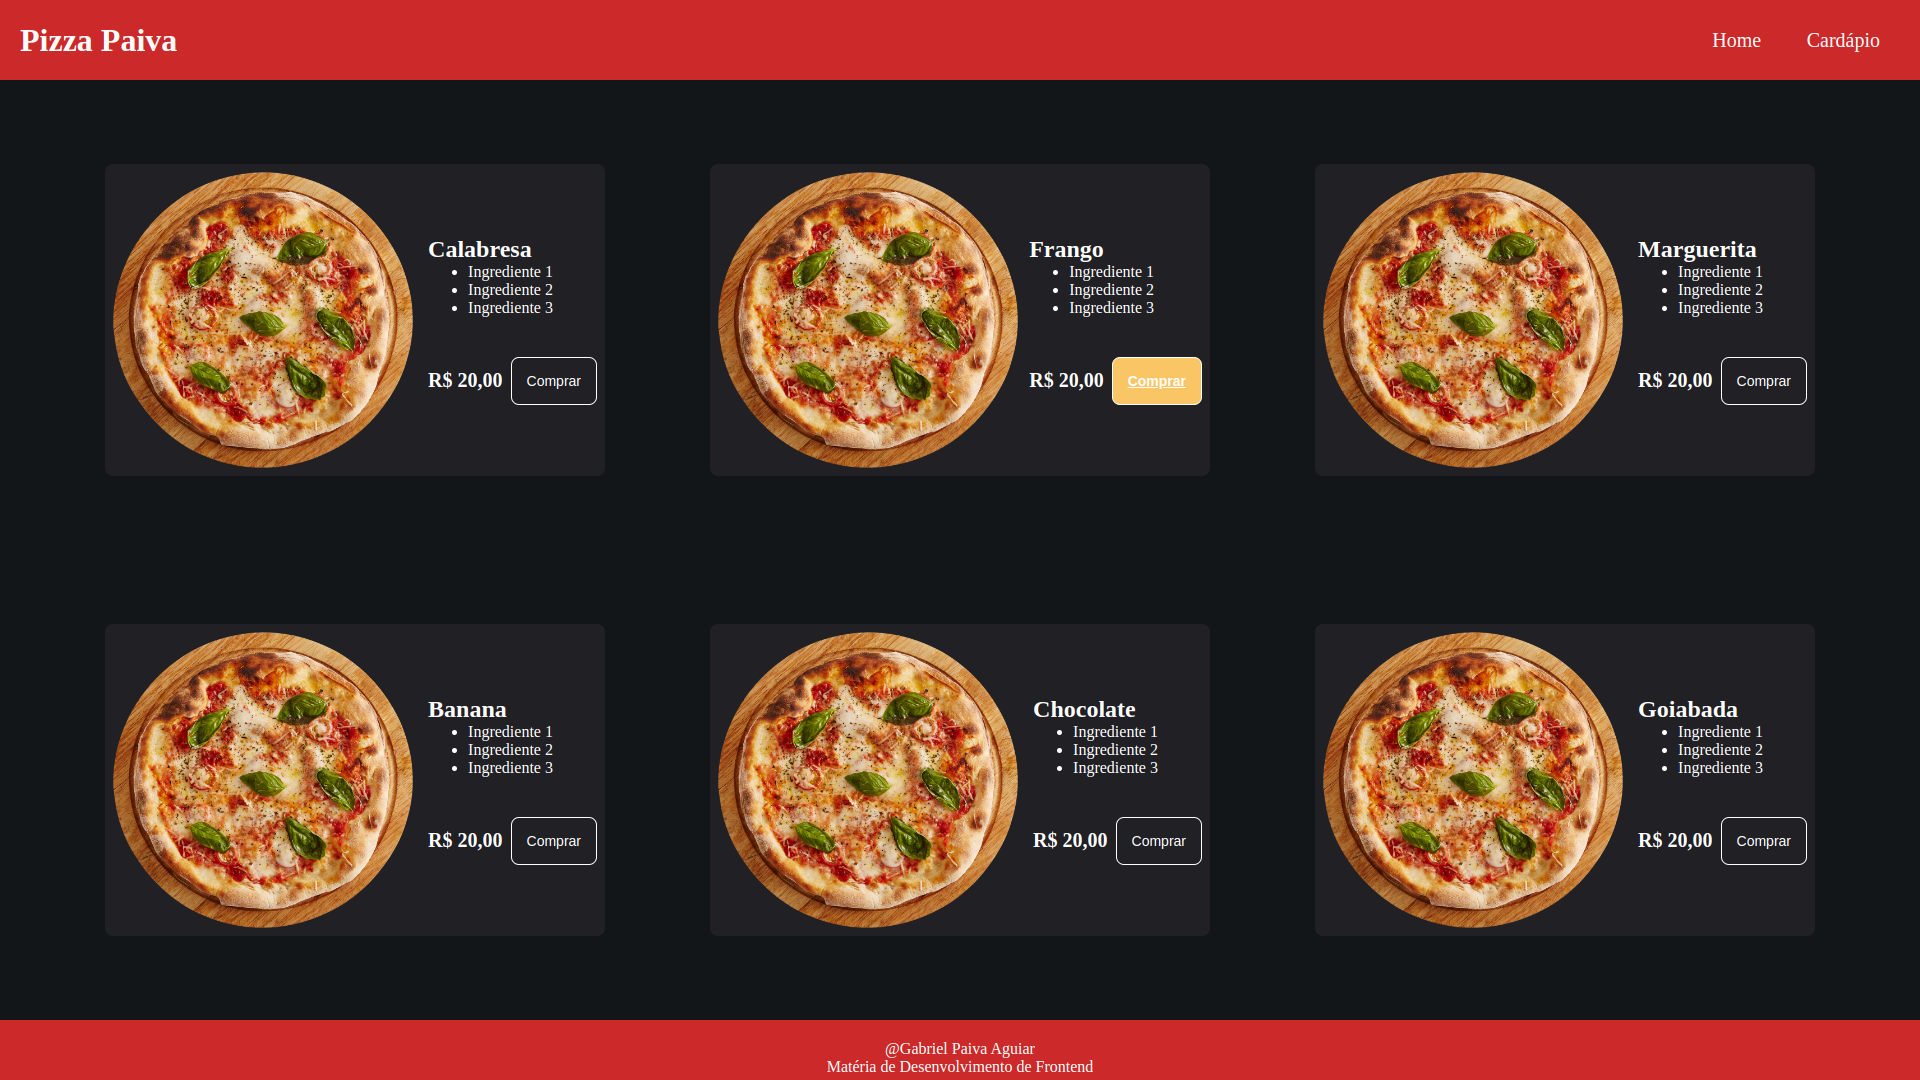 Pizza Paiva
Home
Cardápio
Calabresa
Ingrediente 1
Ingrediente 2
Ingrediente 3
R$ 20,00
Comprar
Frango
Ingrediente 1
Ingrediente 2
Ingrediente 3
R$ 20,00
Comprar
Marguerita
Ingrediente 1
Ingrediente 2
Ingrediente 3
R$ 20,00
Comprar
Banana
Ingrediente 1
Ingrediente 2
Ingrediente 3
R$ 20,00
Comprar
Chocolate
Ingrediente 1
Ingrediente 2
Ingrediente 3
R$ 20,00
Comprar
Goiabada
Ingrediente 1
Ingrediente 2
Ingrediente 3
R$ 20,00
Comprar
@Gabriel Paiva Aguiar
Matéria de Desenvolvimento de Frontend